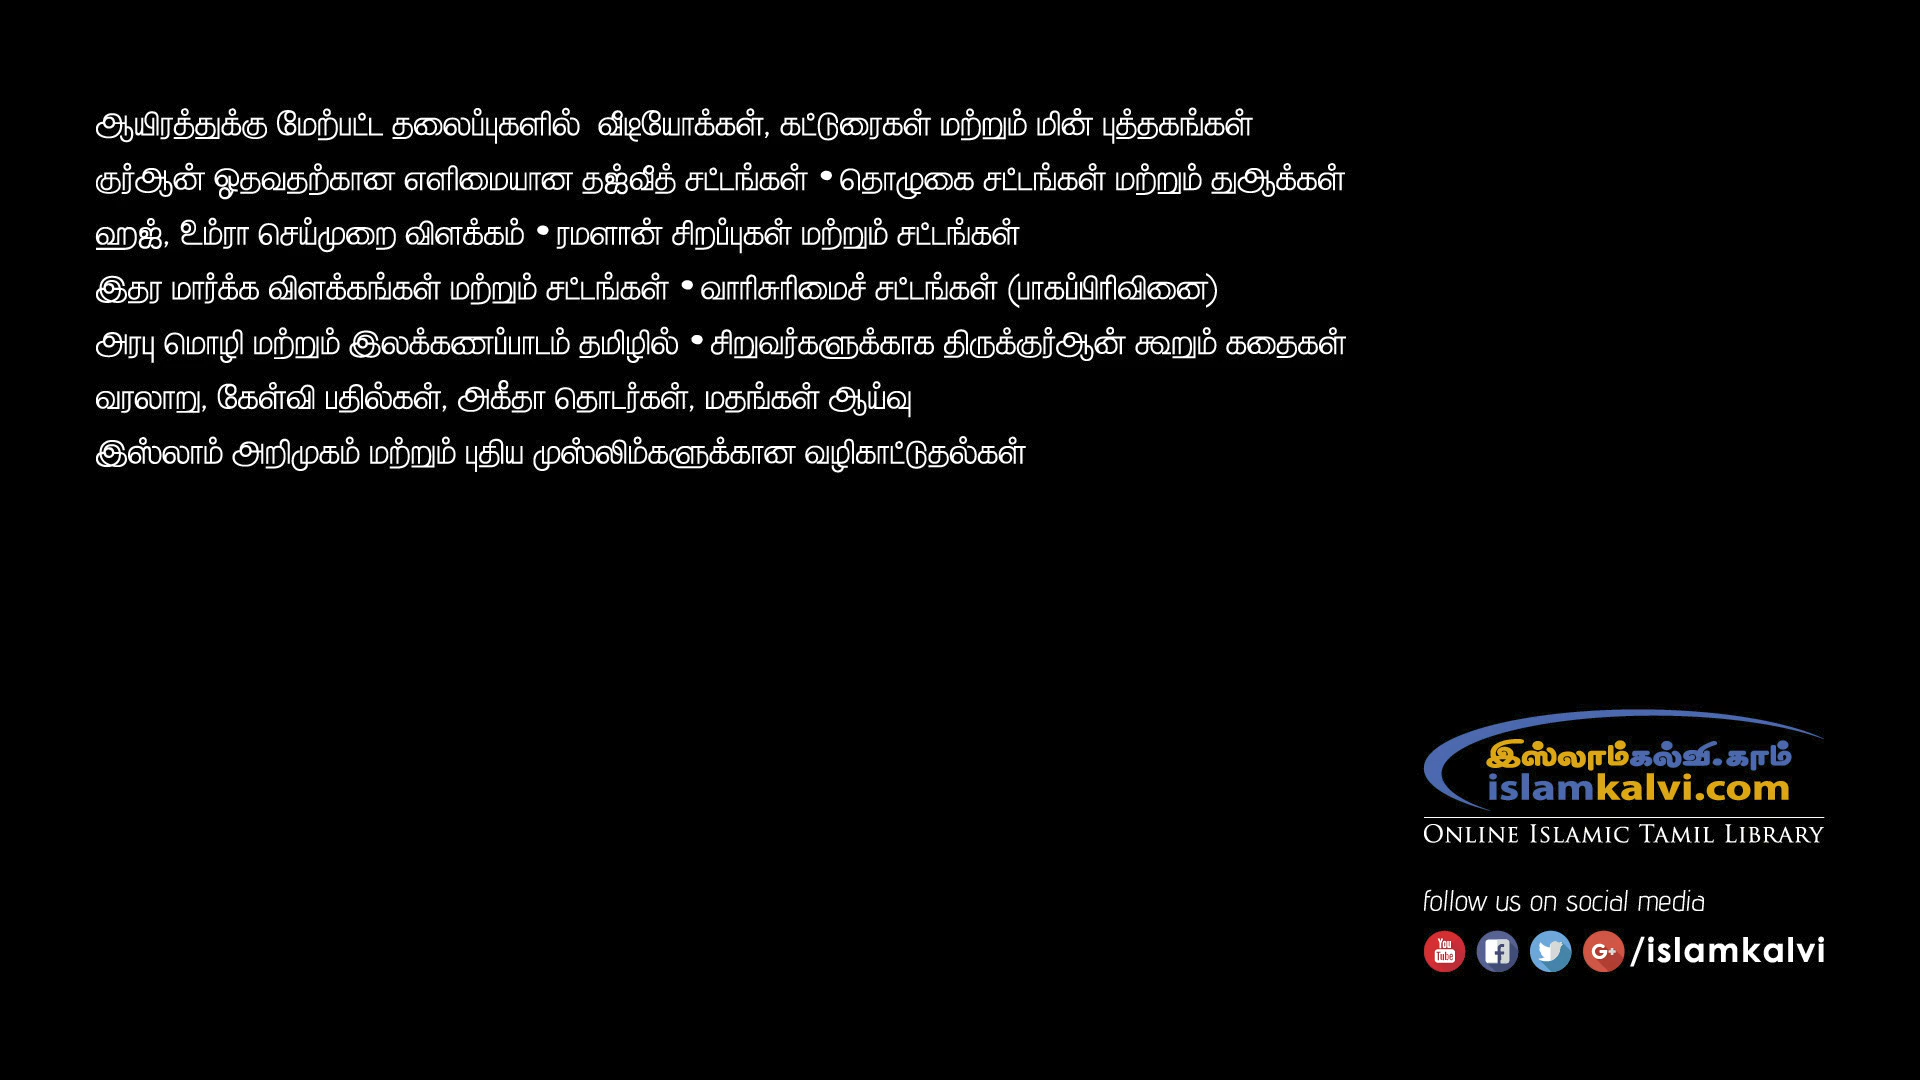 ஆயிரத்துக்கு மேற்பட்ட தலைப்புகளில் வீடியோக்கள், கட்டுரைகள் மற்றும் மின் புத்தகங்கள்
குர்ஆன் ஓதவதற்கான எளிமையான தஜ்வீத் சட்டங்கள் • தொழுகை சட்டங்கள் மற்றும் துஆக்கள்
ஹஜ், உம்ரா செய்முறை விளக்கம் • ரமளான் சிறப்புகள் மற்றும் சட்டங்கள்
இதர மார்க்க விளக்கங்கள் மற்றும் சட்டங்கள் • வாரிசுரிமைச் சட்டங்கள் (பாகப்பிரிவினை)
அரபு மொழி மற்றும் இலக்கணப்பாடம் தமிழில் • சிறுவர்களுக்காக திருக்குர்ஆன் கூறும் கதைகள்
வரலாறு, கேள்வி பதில்கள், அகீதா தொடர்கள், மதங்கள் ஆய்வு
இஸ்லாம் அறிமுகம் மற்றும் புதிய முஸ்லிம்களுக்கான வழிகாட்டுதல்கள்
இஸ்லாம்கல்வி.காம்
islamkalvi.com
ONLINE ISLAMIC TAMIL LIBRARY
follow us on social media
You Tube f G+ /islamkalvi